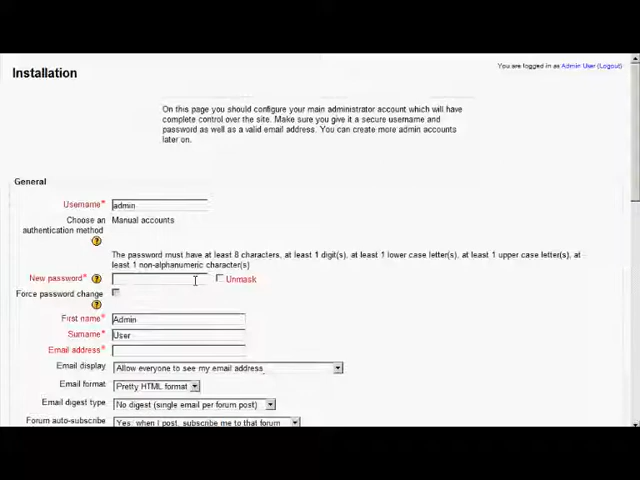 You are logged in as Admin User (Logout)
Installation
On this page you should configure your main administrator account which will
have complete control over the site. Make sure you give it a secure username and
password as well as a valid email address. You can create more admin accounts
later on.
General
Username*
admin
Choose an
authentication method
Manual accounts
The password must have at least 8 characters, at least 1 digit(s), at least 1 lower case letter(s), at least 1 upper case letter(s), at
least 1 non-alphanumeric character(s)
New password*
Unmask
Force password change
First name*
Admin
Surname*
User
Email address*
Email display
Allow everyone to see my email address
Email format
Pretty HTML format
Email digest type
No digest (single email per forum post)
Forum auto-subscribe
Yes: when I post, subscribe me to that forum